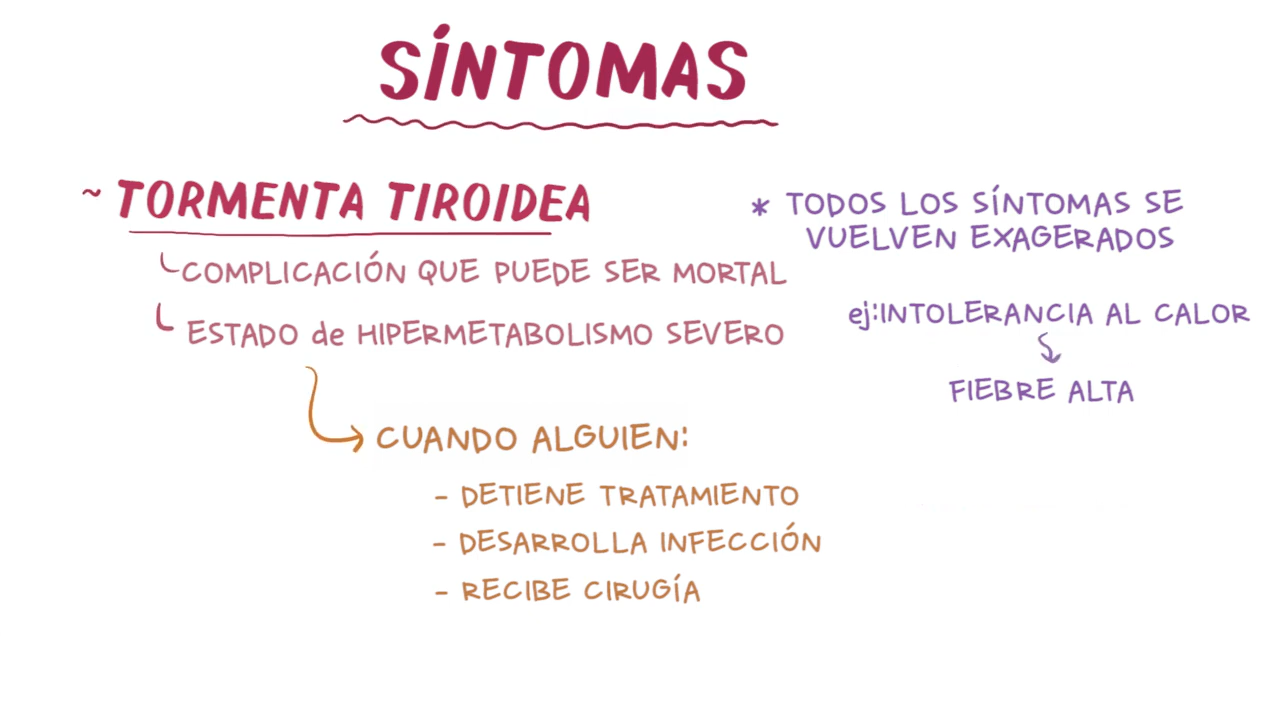 SÍNTOMAS
~ TORMENTA TIROIDEA
COMPLICACIÓN QUE PUEDE SER MORTAL
ESTADO de HIPERMETABOLISMO SEVERO
CUANDO ALGUIEN:
- DETIENE TRATAMIENTO
- DESARROLLA INFECCIÓN
- RECIBE CIRUGÍA
* TODOS LOS SÍNTOMAS SE
VUELVEN EXAGERADOS
ej: INTOLERANCIA AL CALOR
FIEBRE ALTA